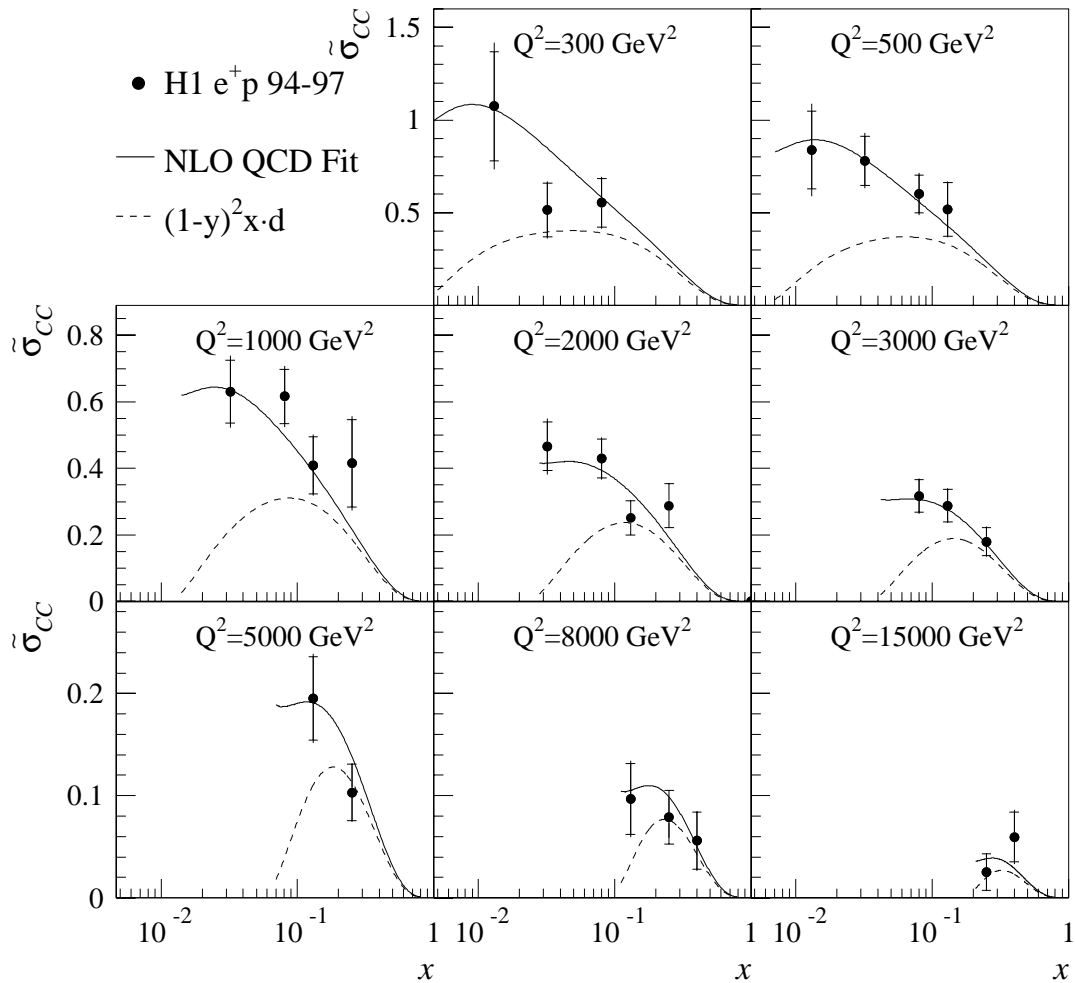 σ̃_CC
1.5
1
0.5
Q²=300 GeV²
Q²=500 GeV²
H1 e⁺p 94-97
NLO QCD Fit
(1-y)²x·d
σ̃_CC
0.8
0.6
0.4
0.2
0
Q²=1000 GeV²
Q²=2000 GeV²
Q²=3000 GeV²
σ̃_CC
0.2
0.1
0
Q²=5000 GeV²
Q²=8000 GeV²
Q²=15000 GeV²
10⁻² 10⁻¹ 1 10⁻² 10⁻¹ 1 10⁻² 10⁻¹ 1
x x x